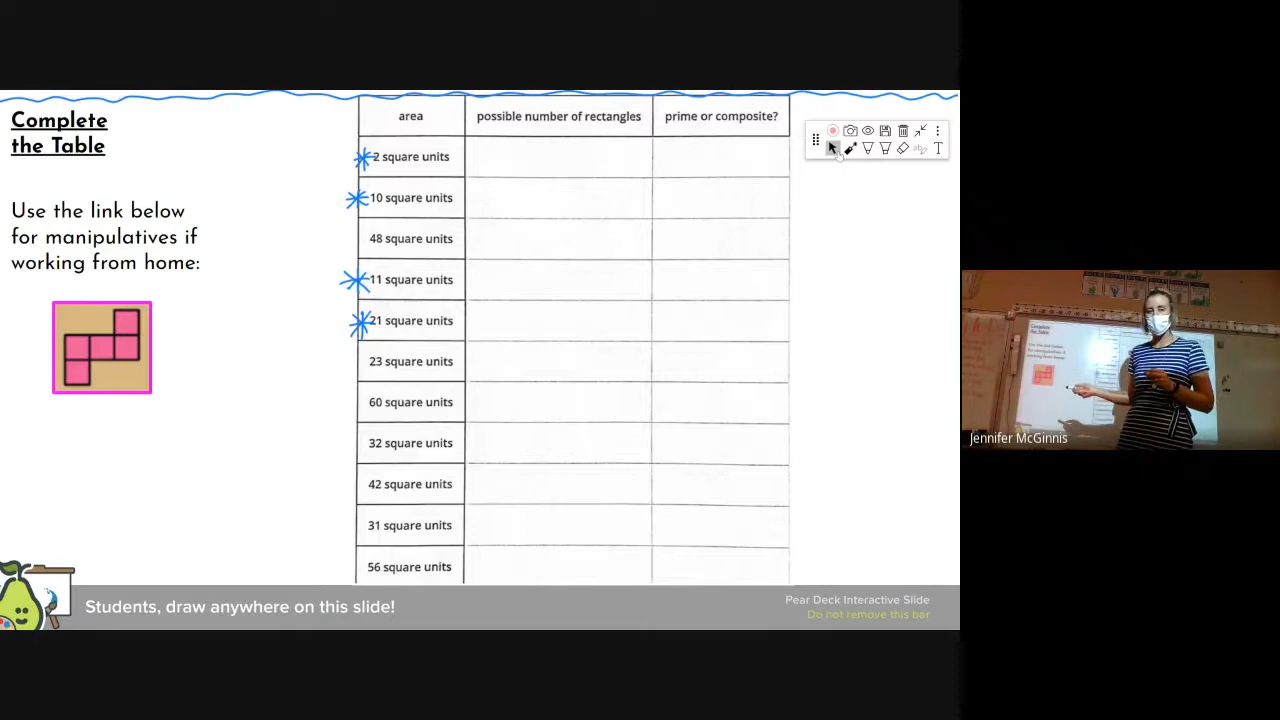 Complete
the Table
Use the link below
for manipulatives if
working from home:
area possible number of rectangles prime or composite?
2 square units
10 square units
48 square units
11 square units
21 square units
23 square units
60 square units
32 square units
42 square units
31 square units
56 square units
Students, draw anywhere on this slide!
Pear Deck Interactive Slide
Do not remove this bar
T
Complete
the Table
Jennifer McGinnis